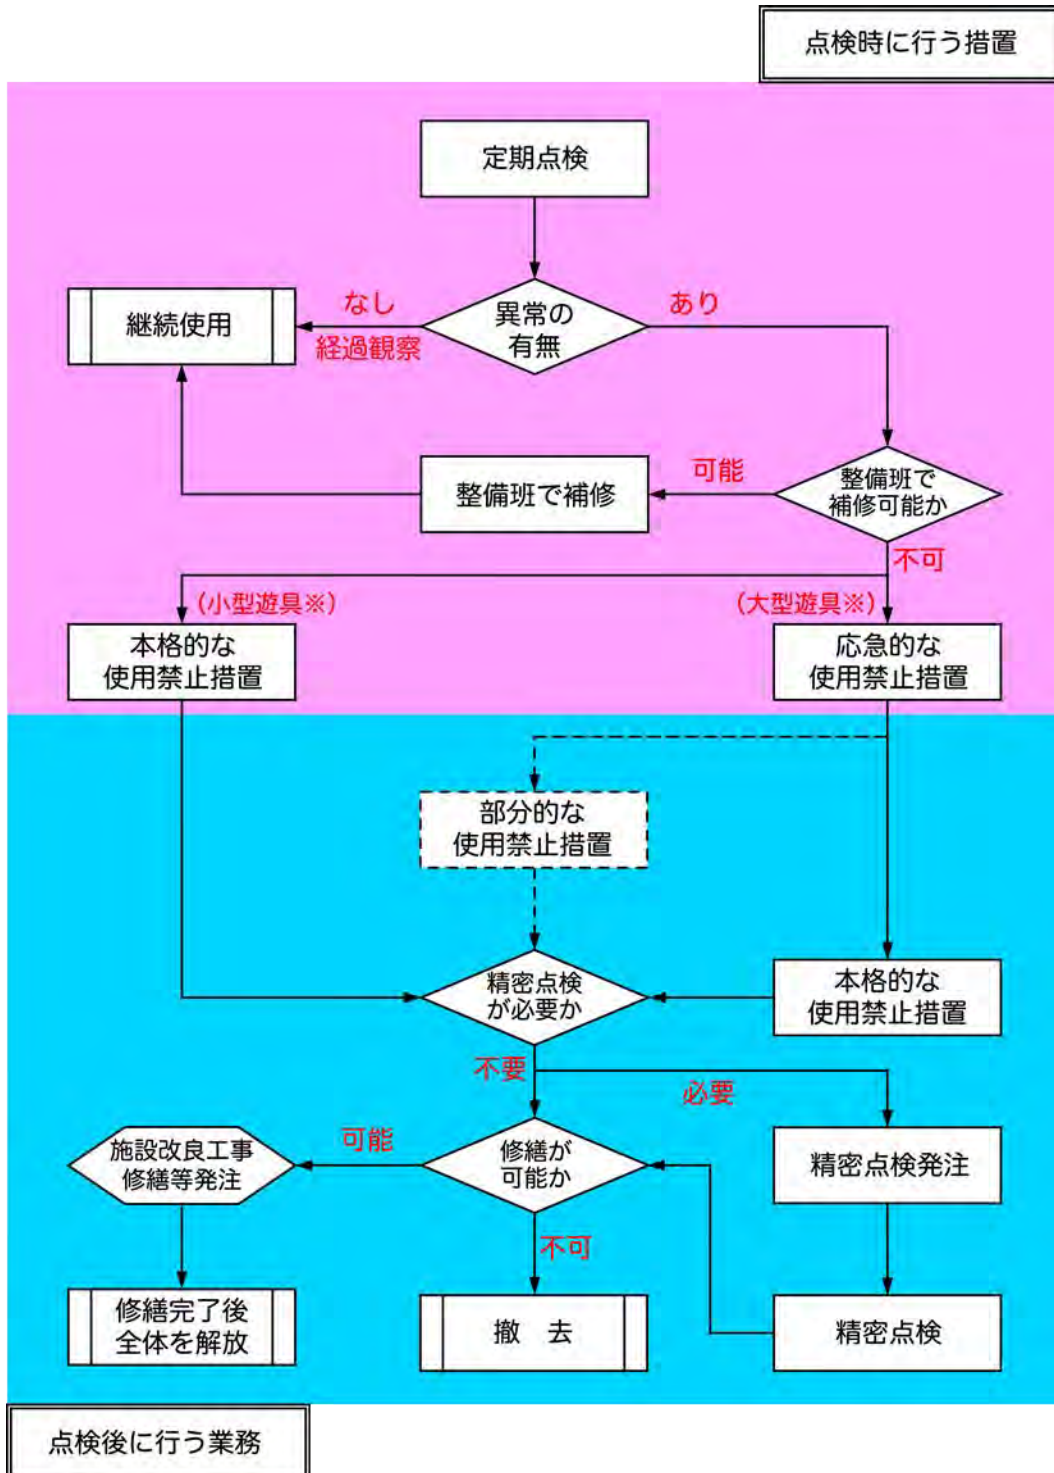 点検時に行う措置
定期点検
継続使用
なし
経過観察
異常の
有無
あり
整備班で補修
可能
整備班で
補修可能か
不可
(小型遊具※)
(大型遊具※)
本格的な
使用禁止措置
応急的な
使用禁止措置
部分的な
使用禁止措置
精密点検
が必要か
本格的な
使用禁止措置
不要
必要
施設改良工事
修繕等発注
可能
修繕が
可能か
精密点検発注
不可
修繕完了後
全体を解放
撤　去
精密点検
点検後に行う業務